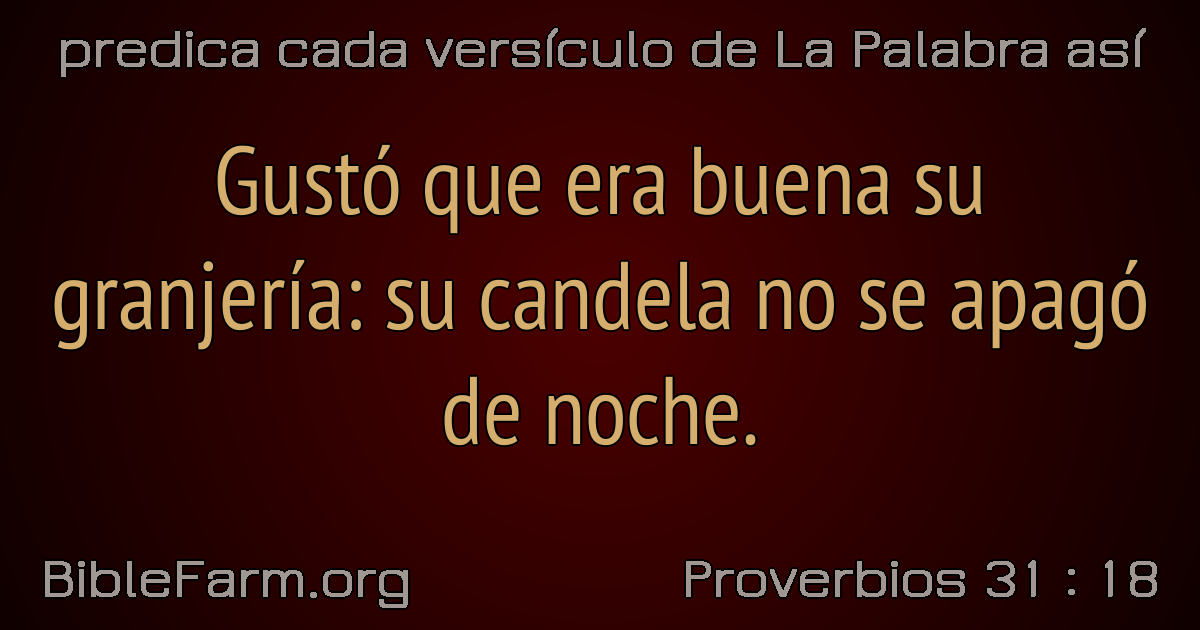 predica cada versículo de La Palabra así
Gustó que era buena su
granjería: su candela no se apagó
de noche.
BibleFarm.org
Proverbios 31 : 18